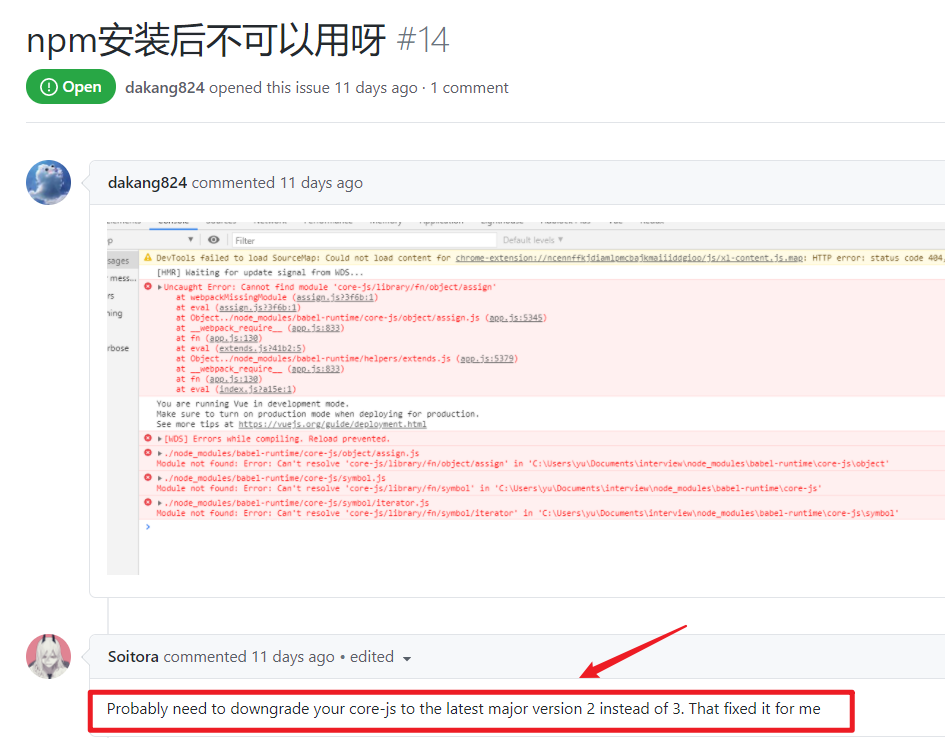 npm安装后不可以用呀 #14
Open dakang824 opened this issue 11 days ago · 1 comment
dakang824 commented 11 days ago
Console
Filter Default levels ▼
sages
DevTools failed to load SourceMap: Could not load content for chrome-extension://ncennffkjdiamlpmcbajkmaiiiddgioo/js/xl-content.js.map: HTTP error: status code 404,
mess...
[HMR] Waiting for update signal from WDS...
Uncaught Error: Cannot find module 'core-js/library/fn/object/assign'
at webpackMissingModule (assign.js?3f6b:1)
at eval (assign.js?3f6b:1)
at Object../node_modules/babel-runtime/core-js/object/assign.js (app.js:5345)
at __webpack_require__ (app.js:833)
at fn (app.js:130)
at eval (extends.js?41b2:5)
at Object../node_modules/babel-runtime/helpers/extends.js (app.js:5379)
at __webpack_require__ (app.js:833)
at fn (app.js:130)
at eval (index.js?a15e:1)
rs
ning
rbose
You are running Vue in development mode.
Make sure to turn on production mode when deploying for production.
See more tips at https://vuejs.org/guide/deployment.html
[WDS] Errors while compiling. Reload prevented.
./node_modules/babel-runtime/core-js/object/assign.js
Module not found: Error: Can't resolve 'core-js/library/fn/object/assign' in 'C:\Users\yu\Documents\interview\node_modules\babel-runtime\core-js\object'
./node_modules/babel-runtime/core-js/symbol.js
Module not found: Error: Can't resolve 'core-js/library/fn/symbol' in 'C:\Users\yu\Documents\interview\node_modules\babel-runtime\core-js'
./node_modules/babel-runtime/core-js/symbol/iterator.js
Module not found: Error: Can't resolve 'core-js/library/fn/symbol/iterator' in 'C:\Users\yu\Documents\interview\node_modules\babel-runtime\core-js\symbol'
Soitora commented 11 days ago • edited
Probably need to downgrade your core-js to the latest major version 2 instead of 3. That fixed it for me